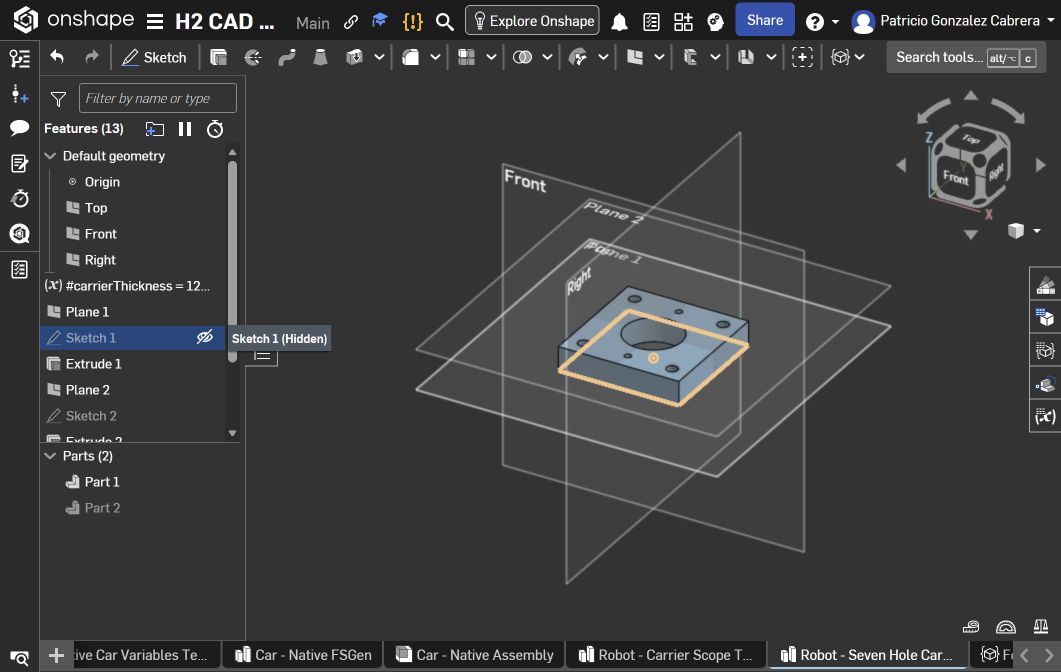 onshape
H2 CAD ...
Main
Explore Onshape
Share
Patricio Gonzalez Cabrera
Sketch
Search tools...
alt/⌥
c
Filter by name or type
Features (13)
Default geometry
Origin
Top
Front
Right
(x) #carrierThickness = 12...
Plane 1
Sketch 1
Sketch 1 (Hidden)
Extrude 1
Plane 2
Sketch 2
Extrude 2
Parts (2)
Part 1
Part 2
Front
Plane 2
Plane 1
Right
Top
Front
Right
Z
Y
X
ive Car Variables Te...
Car - Native FSGen
Car - Native Assembly
Robot - Carrier Scope T...
Robot - Seven Hole Car...